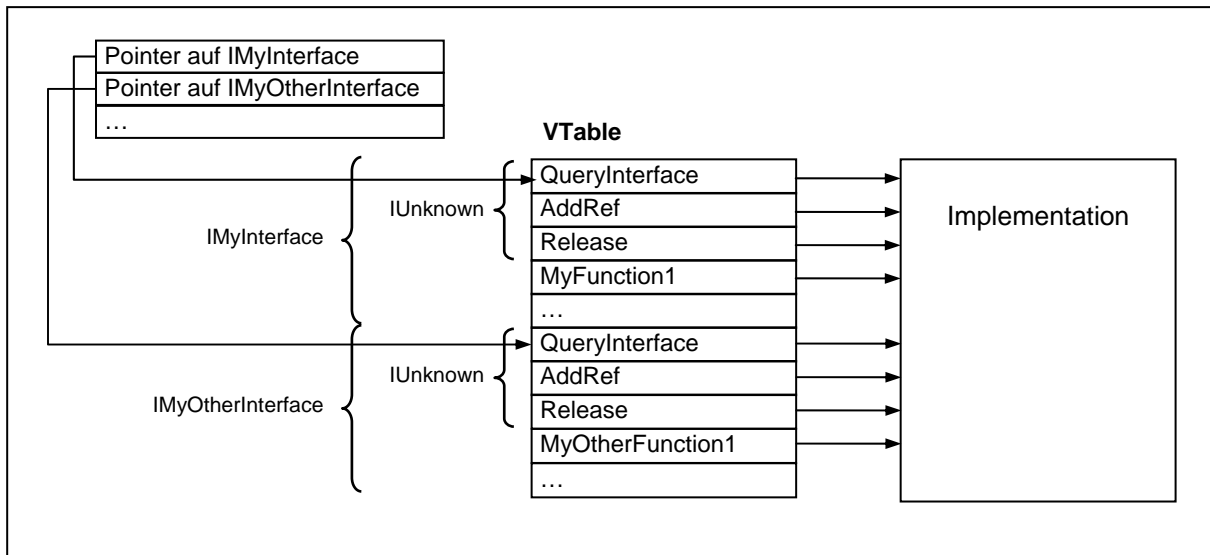 Pointer auf IMyInterface
Pointer auf IMyOtherInterface
…
VTable
QueryInterface
AddRef
Release
MyFunction1
…
QueryInterface
AddRef
Release
MyOtherFunction1
…
IUnknown
IMyInterface
IUnknown
IMyOtherInterface
Implementation